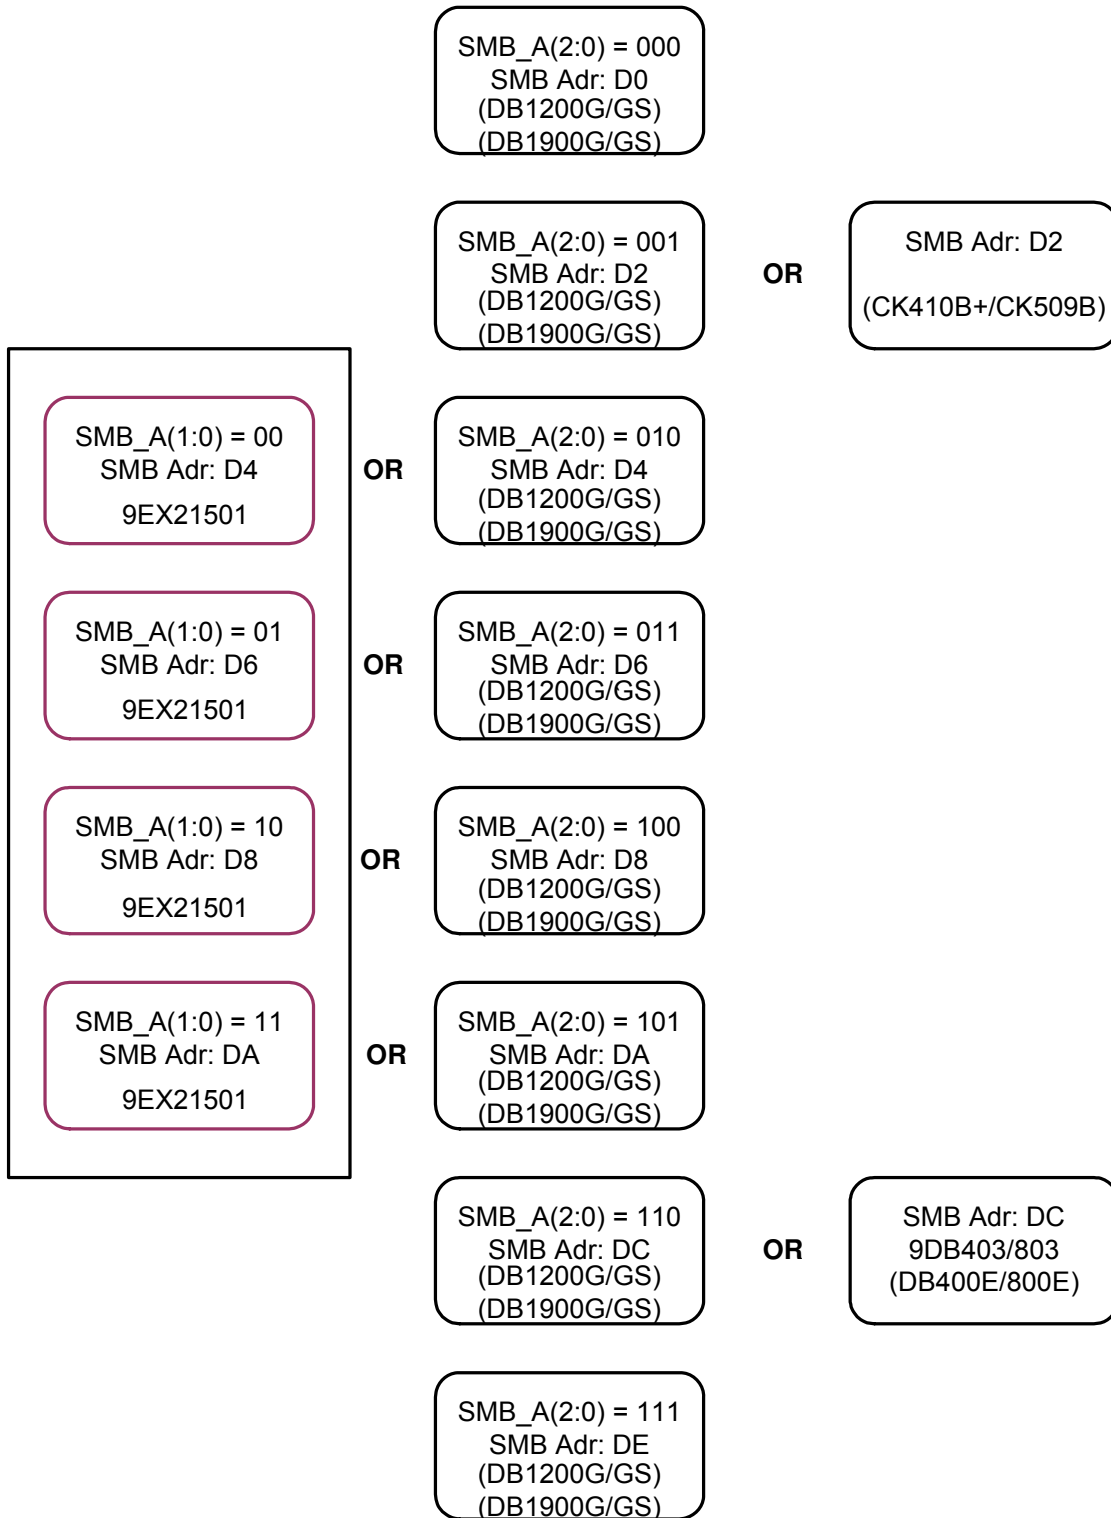 SMB_A(2:0) = 000
SMB Adr: D0
(DB1200G/GS)
(DB1900G/GS)
SMB_A(2:0) = 001
SMB Adr: D2
(DB1200G/GS)
(DB1900G/GS)
OR
SMB Adr: D2
(CK410B+/CK509B)
SMB_A(1:0) = 00
SMB Adr: D4
9EX21501
OR
SMB_A(2:0) = 010
SMB Adr: D4
(DB1200G/GS)
(DB1900G/GS)
SMB_A(1:0) = 01
SMB Adr: D6
9EX21501
OR
SMB_A(2:0) = 011
SMB Adr: D6
(DB1200G/GS)
(DB1900G/GS)
SMB_A(1:0) = 10
SMB Adr: D8
9EX21501
OR
SMB_A(2:0) = 100
SMB Adr: D8
(DB1200G/GS)
(DB1900G/GS)
SMB_A(1:0) = 11
SMB Adr: DA
9EX21501
OR
SMB_A(2:0) = 101
SMB Adr: DA
(DB1200G/GS)
(DB1900G/GS)
SMB_A(2:0) = 110
SMB Adr: DC
(DB1200G/GS)
(DB1900G/GS)
OR
SMB Adr: DC
9DB403/803
(DB400E/800E)
SMB_A(2:0) = 111
SMB Adr: DE
(DB1200G/GS)
(DB1900G/GS)